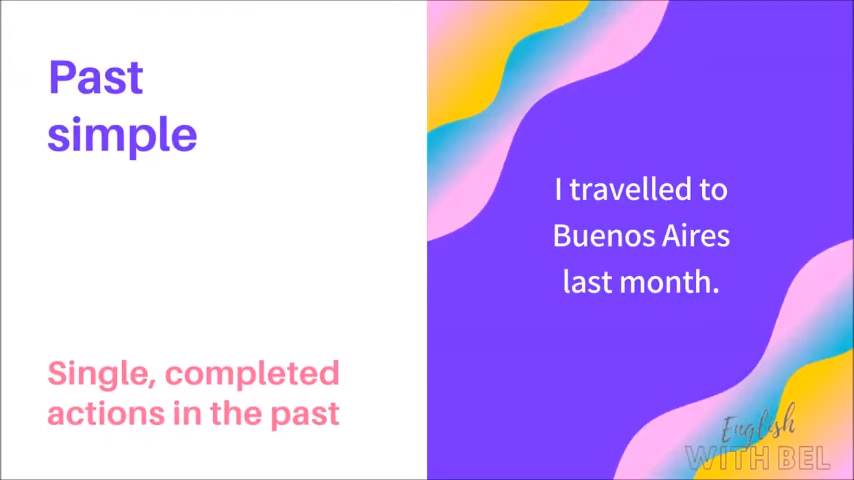 Past
simple
Single, completed
actions in the past
I travelled to
Buenos Aires
last month.
English
WITH BEL